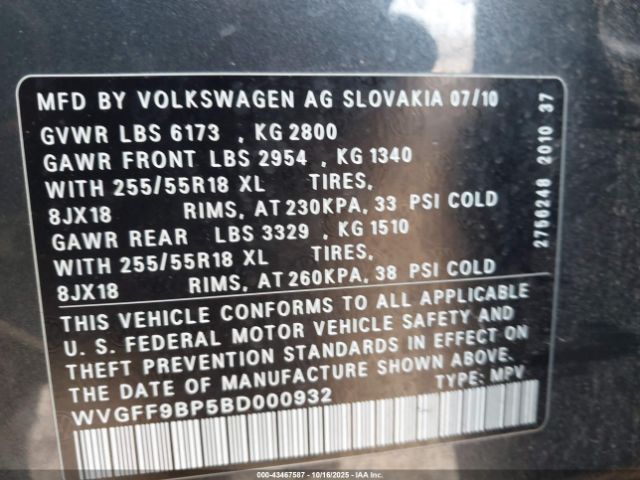 MFD BY VOLKSWAGEN AG SLOVAKIA 07/10
GVWR LBS 6173 , KG 2800
GAWR FRONT LBS 2954 , KG 1340
WITH 255/55R18 XL TIRES,
8JX18 RIMS, AT 230KPA, 33 PSI COLD
GAWR REAR LBS 3329 , KG 1510
WITH 255/55R18 XL TIRES,
8JX18 RIMS, AT 260KPA, 38 PSI COLD
THIS VEHICLE CONFORMS TO ALL APPLICABLE
U. S. FEDERAL MOTOR VEHICLE SAFETY AND
THEFT PREVENTION STANDARDS IN EFFECT ON
THE DATE OF MANUFACTURE SHOWN ABOVE.
WVGFF9BP5BD000932 TYPE: MPV
2756248 2010 37
000-43467587 - 10/16/2025 - IAAI.COM